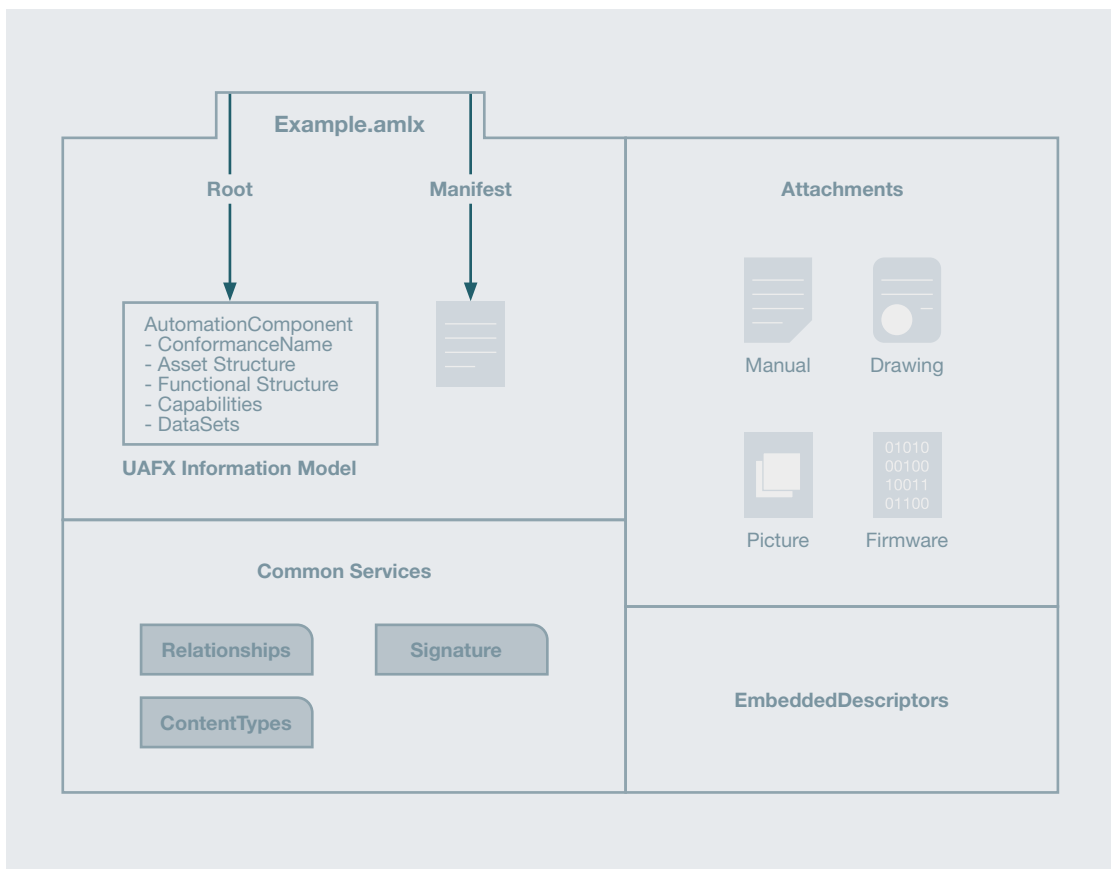 Example.amlx
Root
Manifest
AutomationComponent
- ConformanceName
- Asset Structure
- Functional Structure
- Capabilities
- DataSets
UAFX Information Model
Common Services
Relationships
Signature
ContentTypes
Attachments
Manual
Drawing
01010
00100
10011
01100
Picture
Firmware
EmbeddedDescriptors